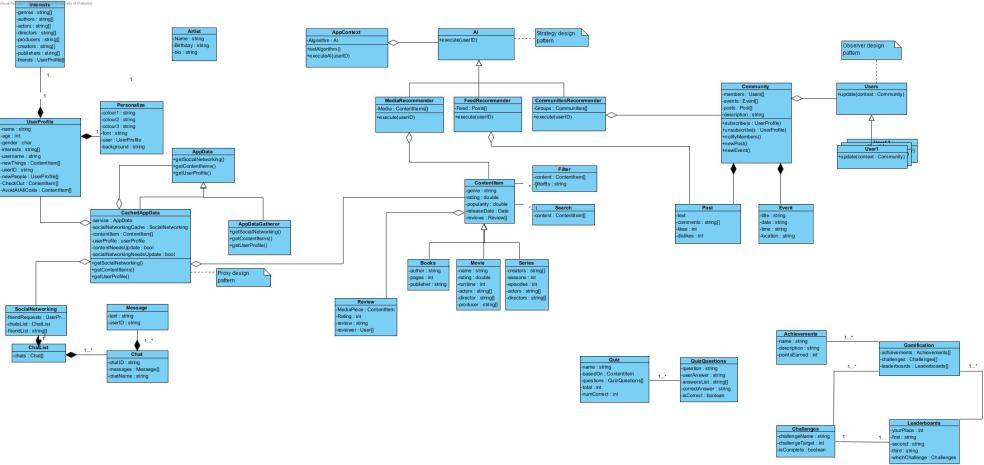 Interests
-genres : string[]
-authors : string[]
-actors : string[]
-directors : string[]
-producers : string[]
-creators : string[]
-publishers : string[]
-friends : UserProfile[]
1
1
1
Artist
-Name : string
-Birthday : string
-bio : string
Personalize
-colour1 : string
-colour2 : string
-colour3 : string
-font : string
-user : UserProfile
-background : string
UserProfile
-name : string
-age : int
-gender : char
-interests : string[]
-username : string
-newThings : ContentItem[]
-userID : string
-newPeople : UserProfile[]
-CheckOut : ContentItem[]
-AvoidAtAllCosts : ContentItem[]
1
AppData
+getSocialNetworking()
+getContentItems()
+getUserProfile()
CachedAppData
-service : AppData
-socialNetworkingCache : SocialNetworking
-contentItem : ContentItem[]
-userProfile : userProfile
-contentNeedsUpdate : bool
-socialNetworkingNeedsUpdate : bool
+getSocialNetworking()
+getContentItems()
+getUserProfile()
AppDataGatherer
+getSocialNetworking()
+getContentItems()
+getUserProfile()
Proxy design
pattern
SocialNetworking
-friendRequests : UserPr...
-chatsList : ChatList
-friendList : string[]
ChatList
-chats : Chat[]
1...*
Message
-text : string
-userID : string
1...*
Chat
-chatID : string
-messages : Message[]
-chatName : string
AppContext
-Algorithm : AI
+setAlgorithm()
+executeAI(userID)
AI
+execute(userID)
Strategy design
pattern
MediaRecommender
-Media : ContentItems[]
+execute(userID)
FeedRecommender
-Feed : Posts[]
+execute(userID)
CommunitiesRecommender
-Groups : Communities[]
+execute(userID)
ContentItem
-genre : string
-rating : double
-popularity : double
-releaseDate : Date
-reviews : Review[]
Filter
-content : ContentItem[]
-filterBy : string
Search
-content : ContentItem[]
Books
-author : string
-pages : int
-publisher : string
Movie
-name : string
-rating : double
-runtime : int
-actors : string[]
-director : string[]
-producer : string[]
Series
-creators : string[]
-seasons : int
-episodes : int
-actors : string[]
-directors : string[]
Review
-MediaPiece : ContentItem
-Rating : int
-review : string
-reviewer : User[]
Community
-members : Users[]
-events : Event[]
-posts : Post[]
-description : string
+subscribe(s : UserProfile)
+unsubscribe(s : UserProfile)
+notifyMembers()
+newPost()
+newEvent()
Observer design
pattern
Users
+update(context : Community)
User1
+update(context : Community)
Post
-text
-comments : string[]
-likes : int
-dislikes : int
Event
-title : string
-date : string
-time : string
-location : string
Quiz
-name : string
-basedOn : ContentItem
-questions : QuizQuestions[]
-total : int
-numCorrect : int
1...*
QuizQuestions
-question : string
-userAnswer : string
-answersList : string[]
-correctAnswer : string
-isCorrect : boolean
Achievements
-name : string
-description : string
-pointsEarned : int
1...*
Gamification
-achievements : Achievements[]
-challenges : Challenges[]
-leaderboards : Leaderboards[]
1...*
1...*
Challenges
-challengeName : string
-challengeTarget : int
-isComplete : boolean
1
1
Leaderboards
-yourPlace : int
-first : string
-second : string
-third : string
-whichChallenge : Challenges